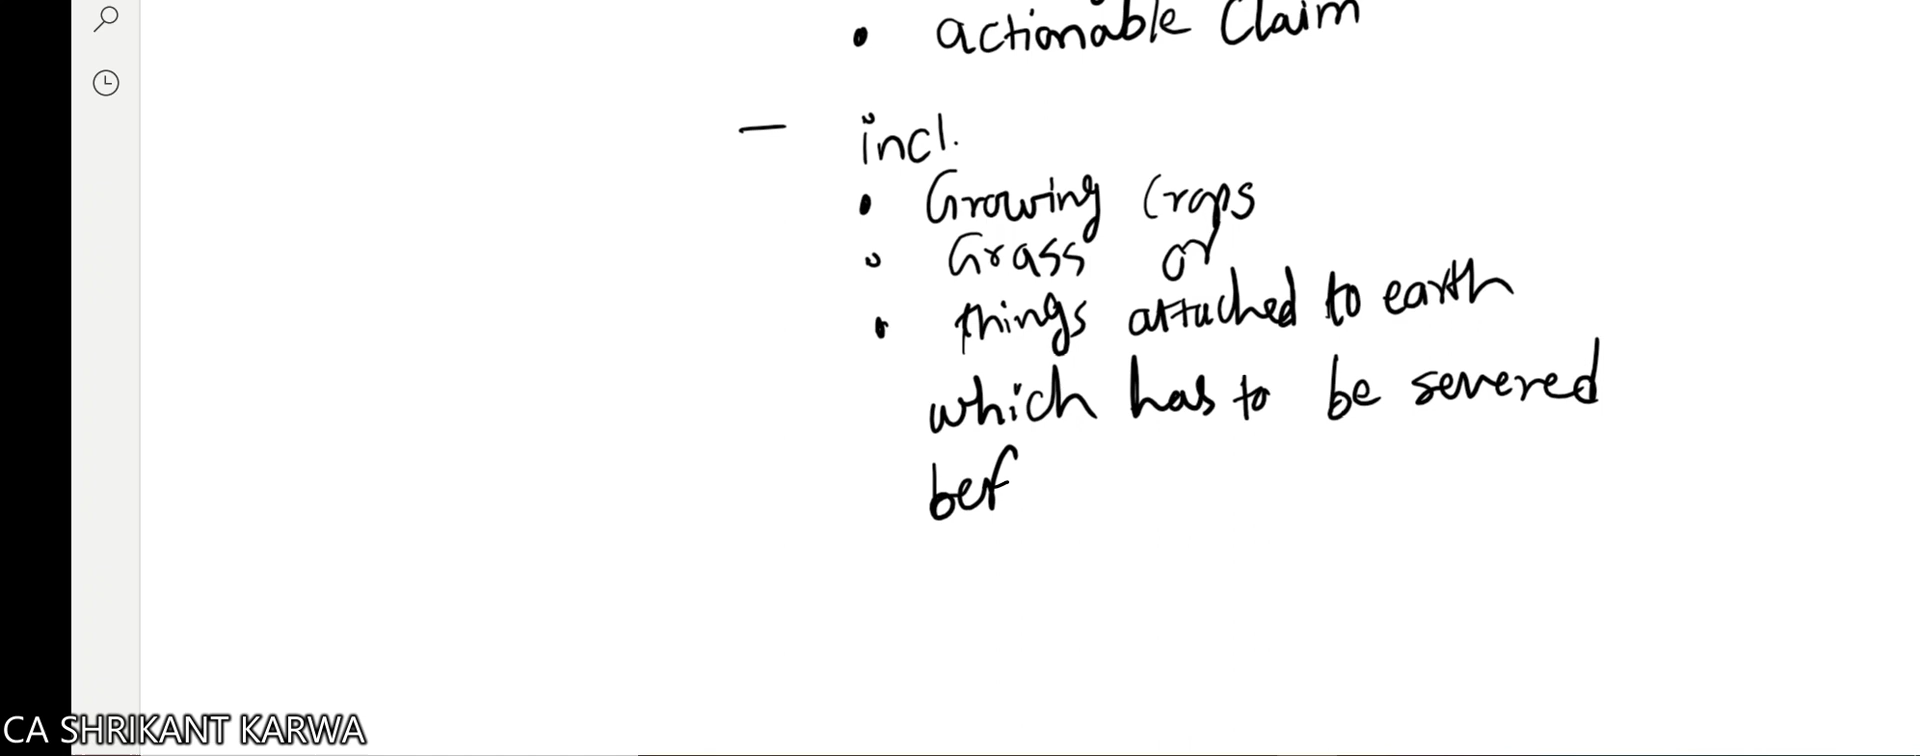 • actionable Claim
— incl.
• Growing Crops
• Grass or
• things attached to earth
which has to be severed
bef
CA SHRIKANT KARWA